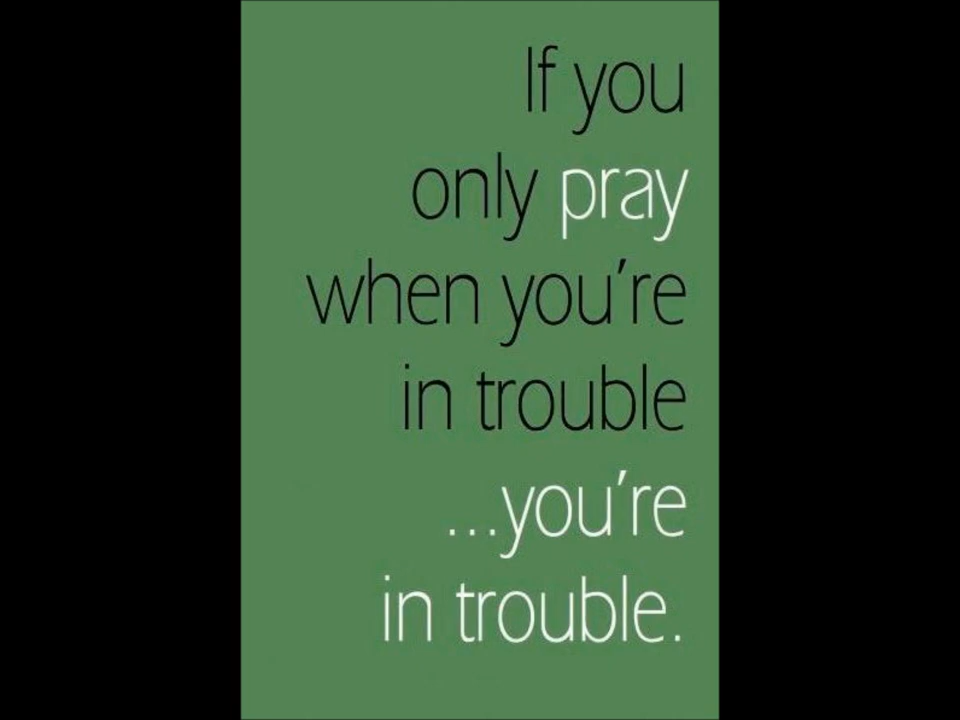 If you
only pray
when you’re
in trouble
...you’re
in trouble.